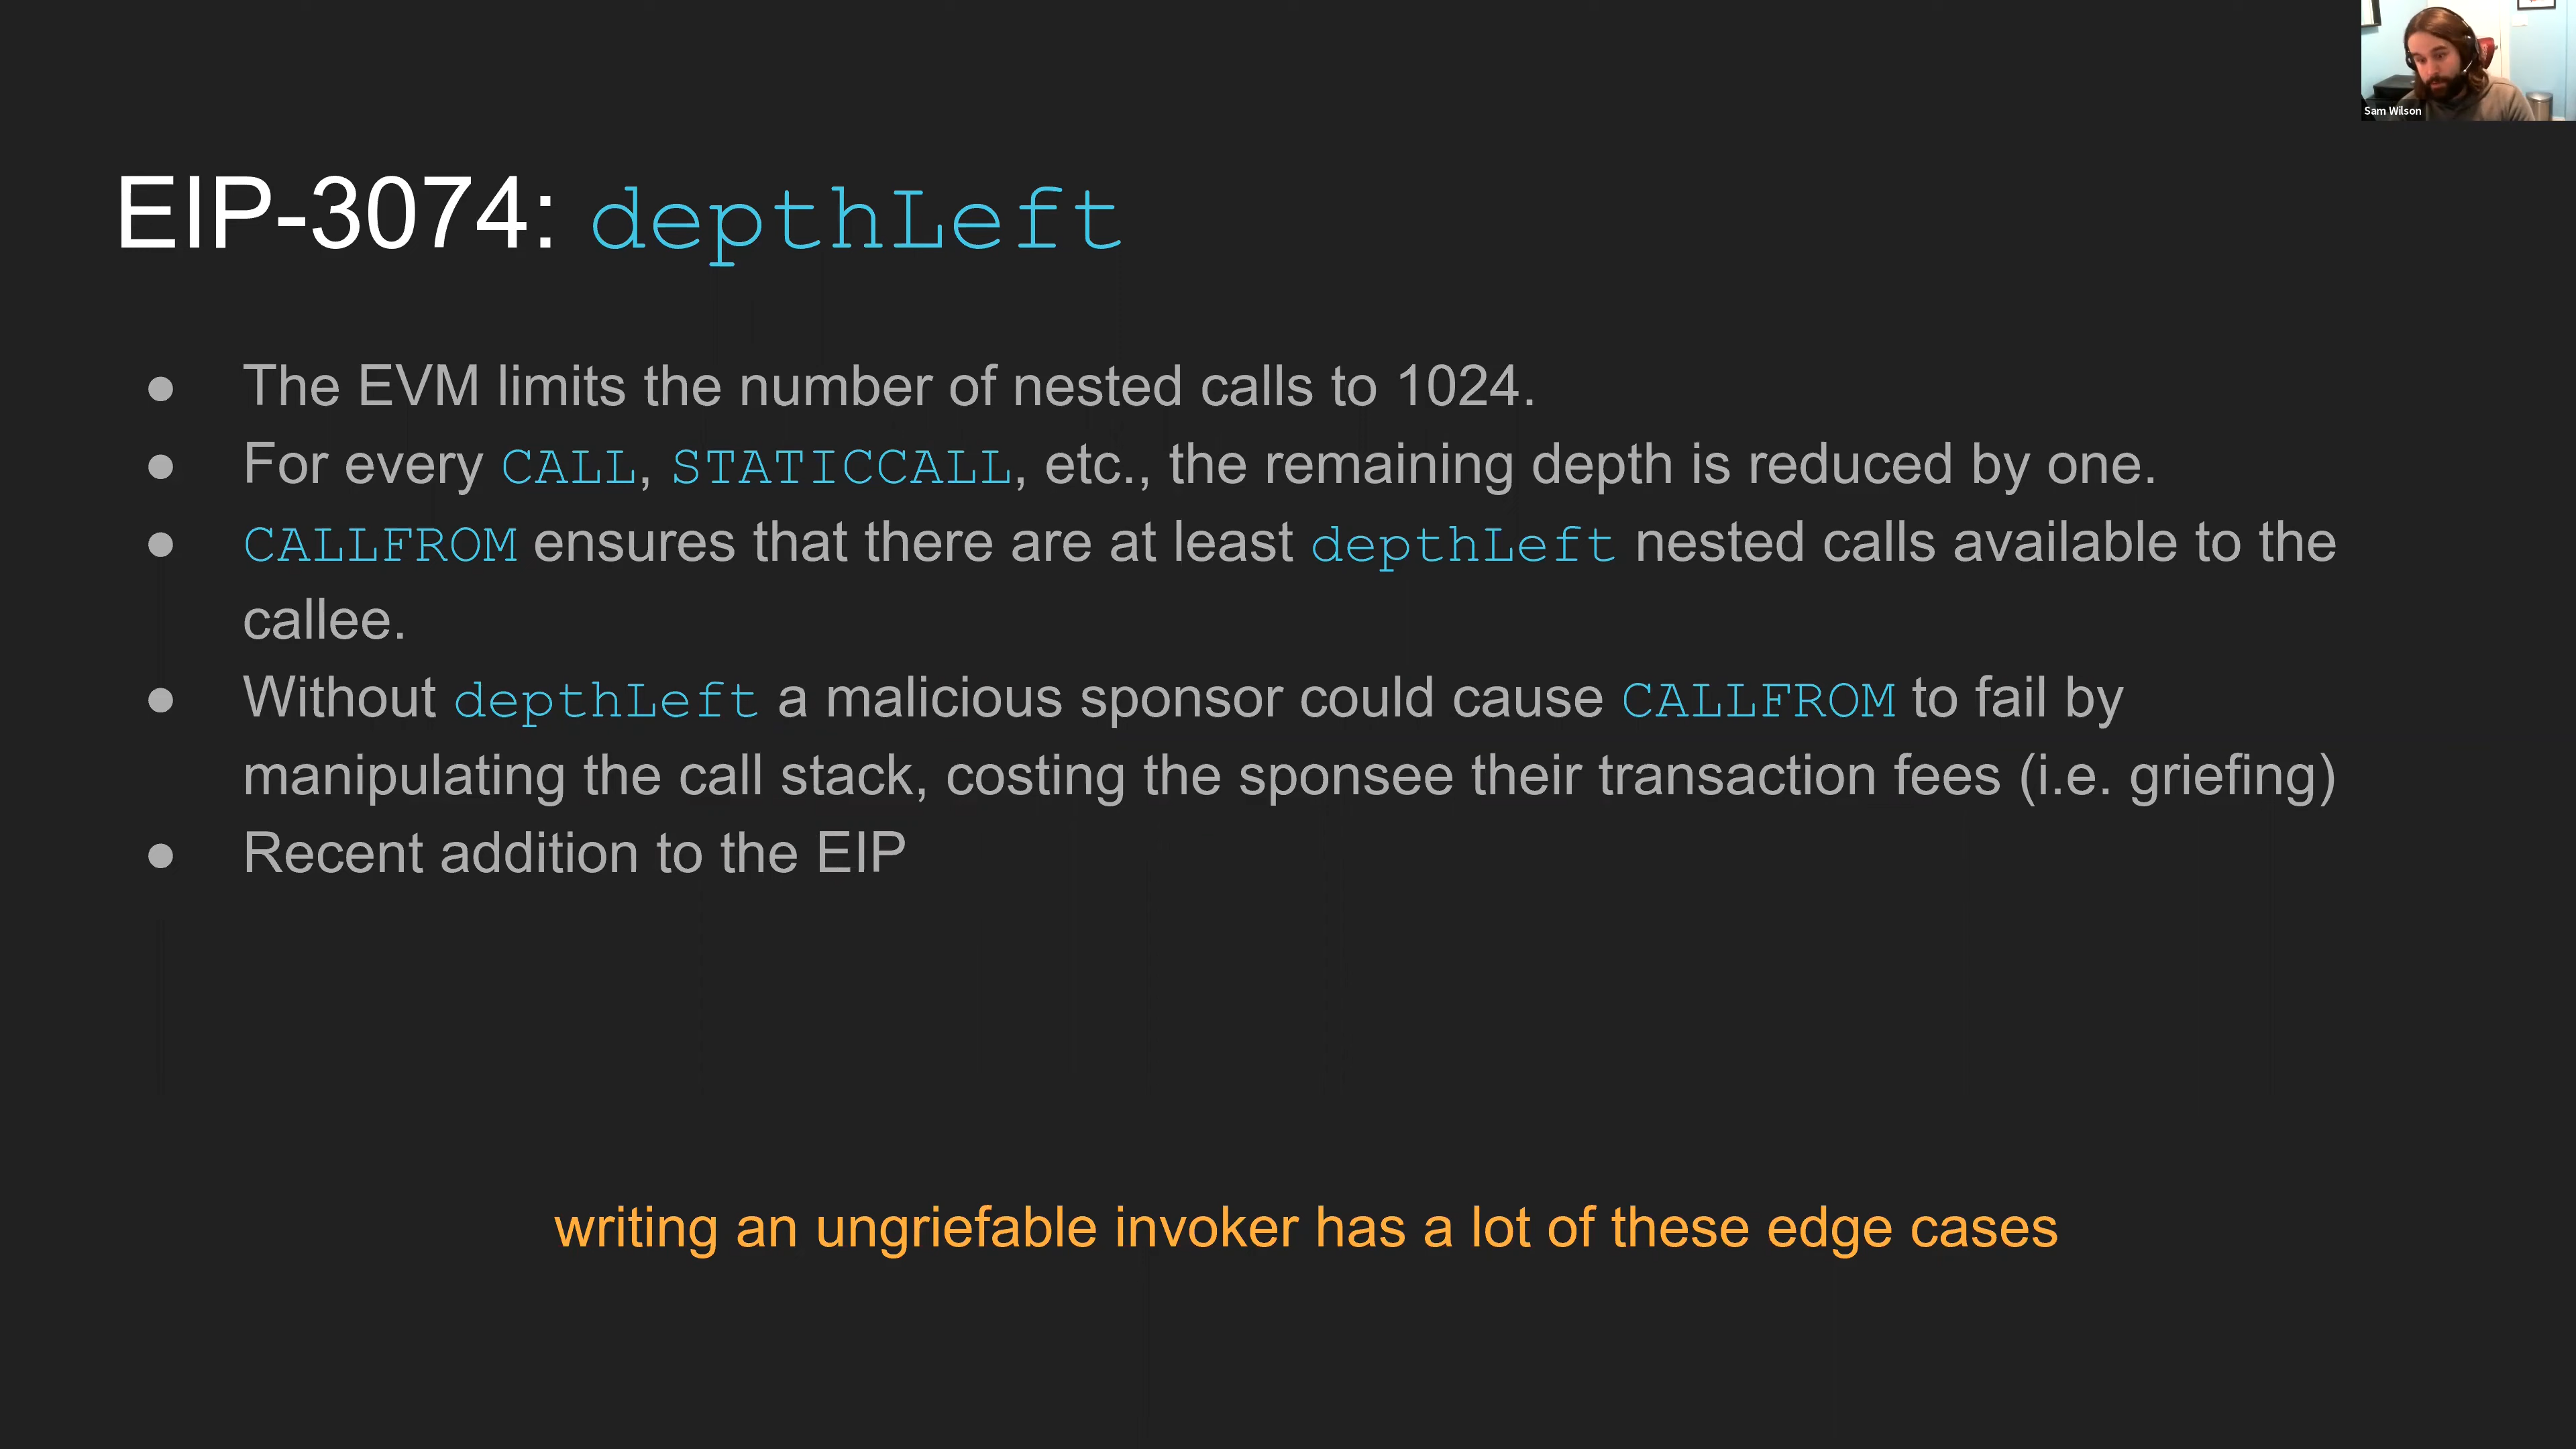 Sam Wilson
EIP-3074: depthLeft
● The EVM limits the number of nested calls to 1024.
● For every CALL, STATICCALL, etc., the remaining depth is reduced by one.
● CALLFROM ensures that there are at least depthLeft nested calls available to the
callee.
● Without depthLeft a malicious sponsor could cause CALLFROM to fail by
manipulating the call stack, costing the sponsee their transaction fees (i.e. griefing)
● Recent addition to the EIP
writing an ungriefable invoker has a lot of these edge cases